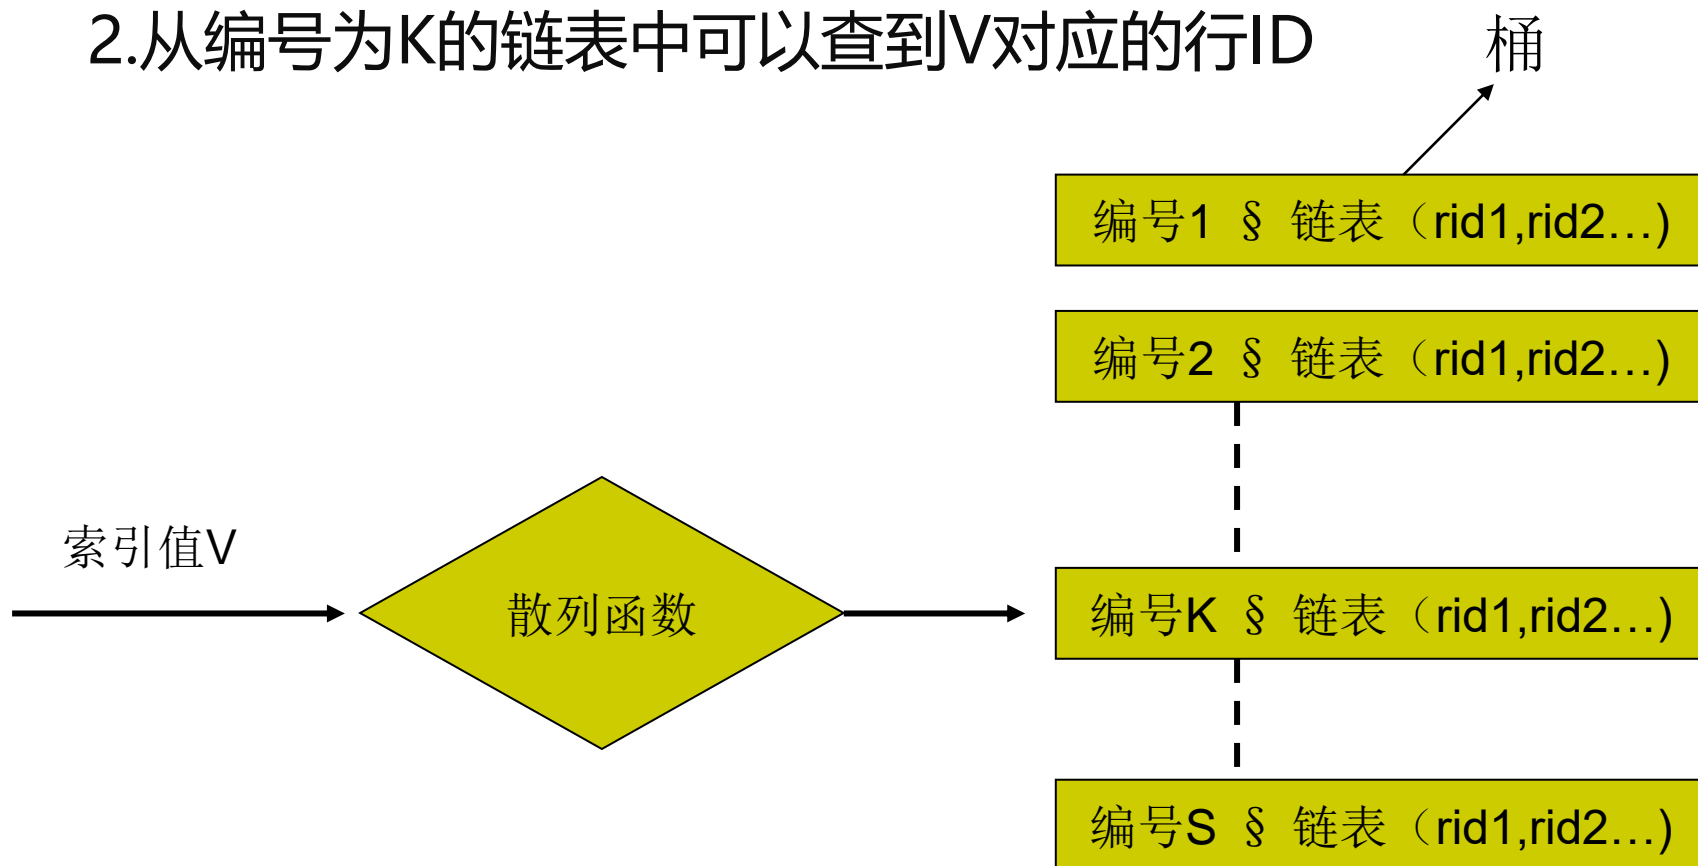 2.从编号为K的链表中可以查到V对应的行ID
桶
编号1 § 链表（rid1,rid2…)
编号2 § 链表（rid1,rid2…)
索引值V
散列函数
编号K § 链表（rid1,rid2…)
编号S § 链表（rid1,rid2…)